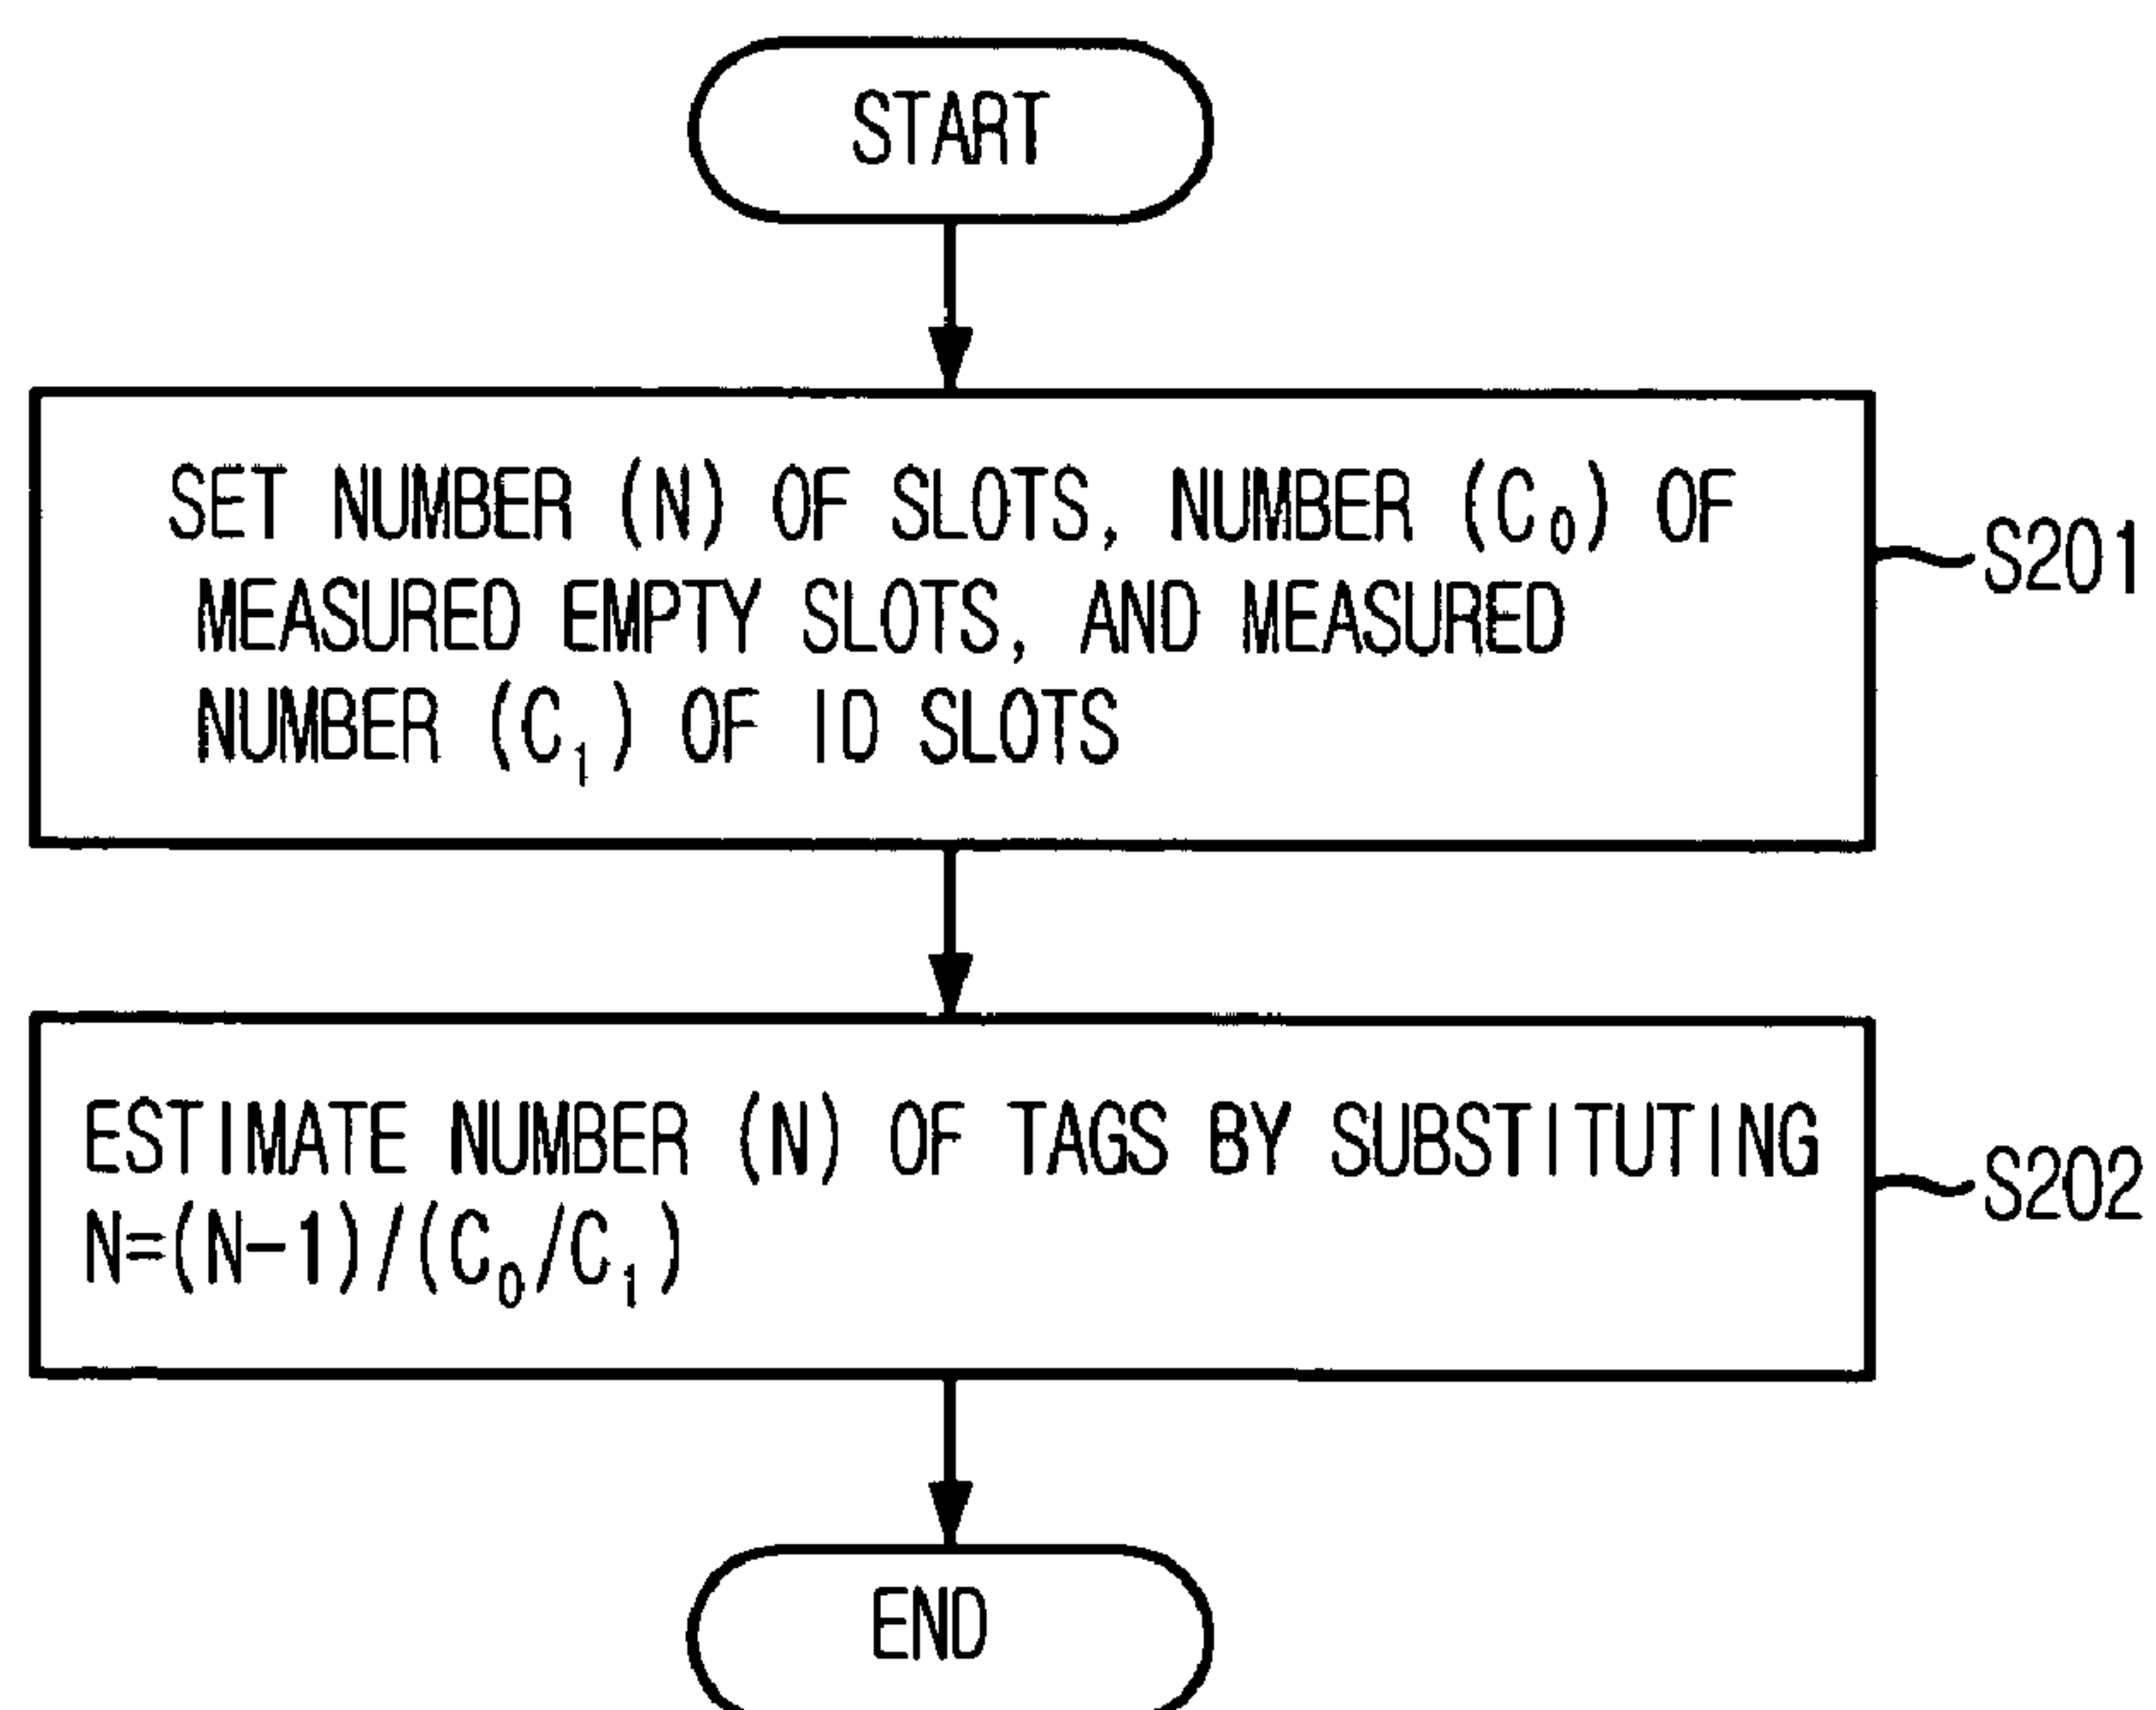 START
SET NUMBER (N) OF SLOTS, NUMBER (C₀) OF
MEASURED EMPTY SLOTS, AND MEASURED
NUMBER (C₁) OF ID SLOTS
S201
ESTIMATE NUMBER (N) OF TAGS BY SUBSTITUTING
N=(N-1)/(C₀/C₁)
S202
END